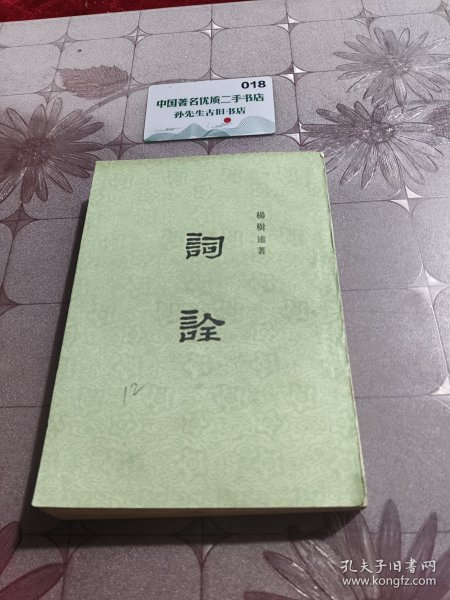 018
中国著名优质二手书店
孙先生古旧书店
楊樹達著
詞
詮
12
孔夫子旧书网
www.kongfz.com